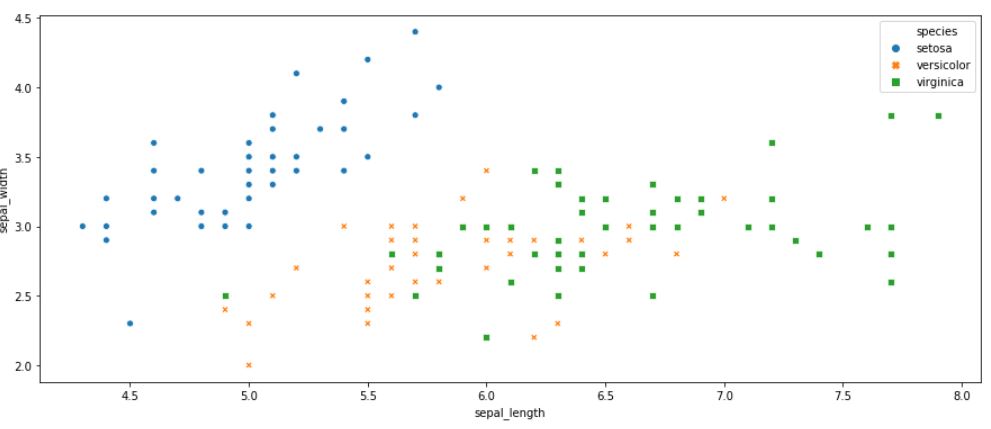 4.5
4.0
3.5
3.0
2.5
2.0
sepal_width
species
setosa
versicolor
virginica
4.5 5.0 5.5 6.0 6.5 7.0 7.5 8.0
sepal_length